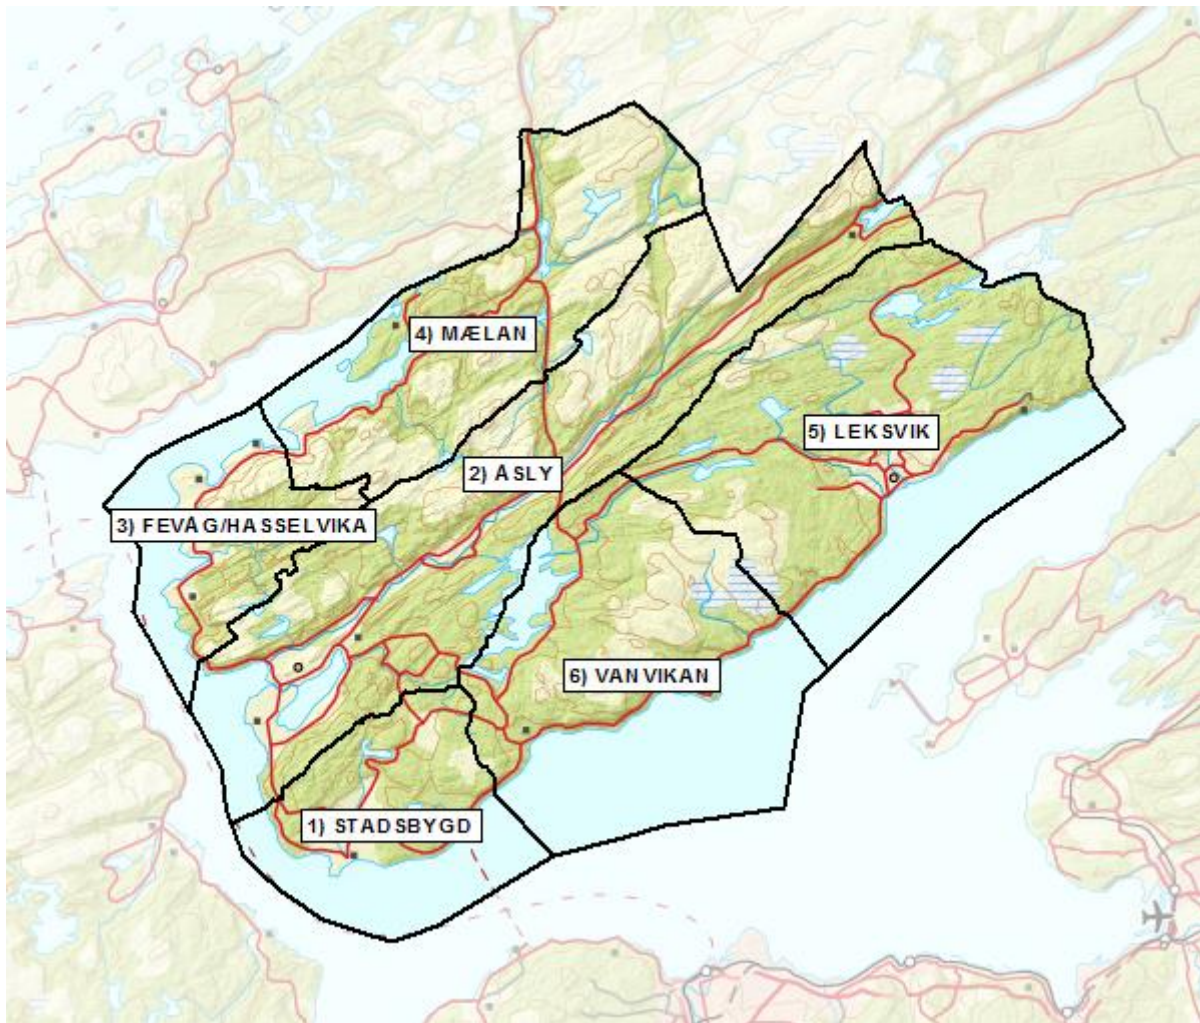 4) MÆLAN
5) LEKSVIK
2) ÅSLY
3) FEVÅG/HASSELVIKA
6) VANVIKAN
1) STADSBYGD